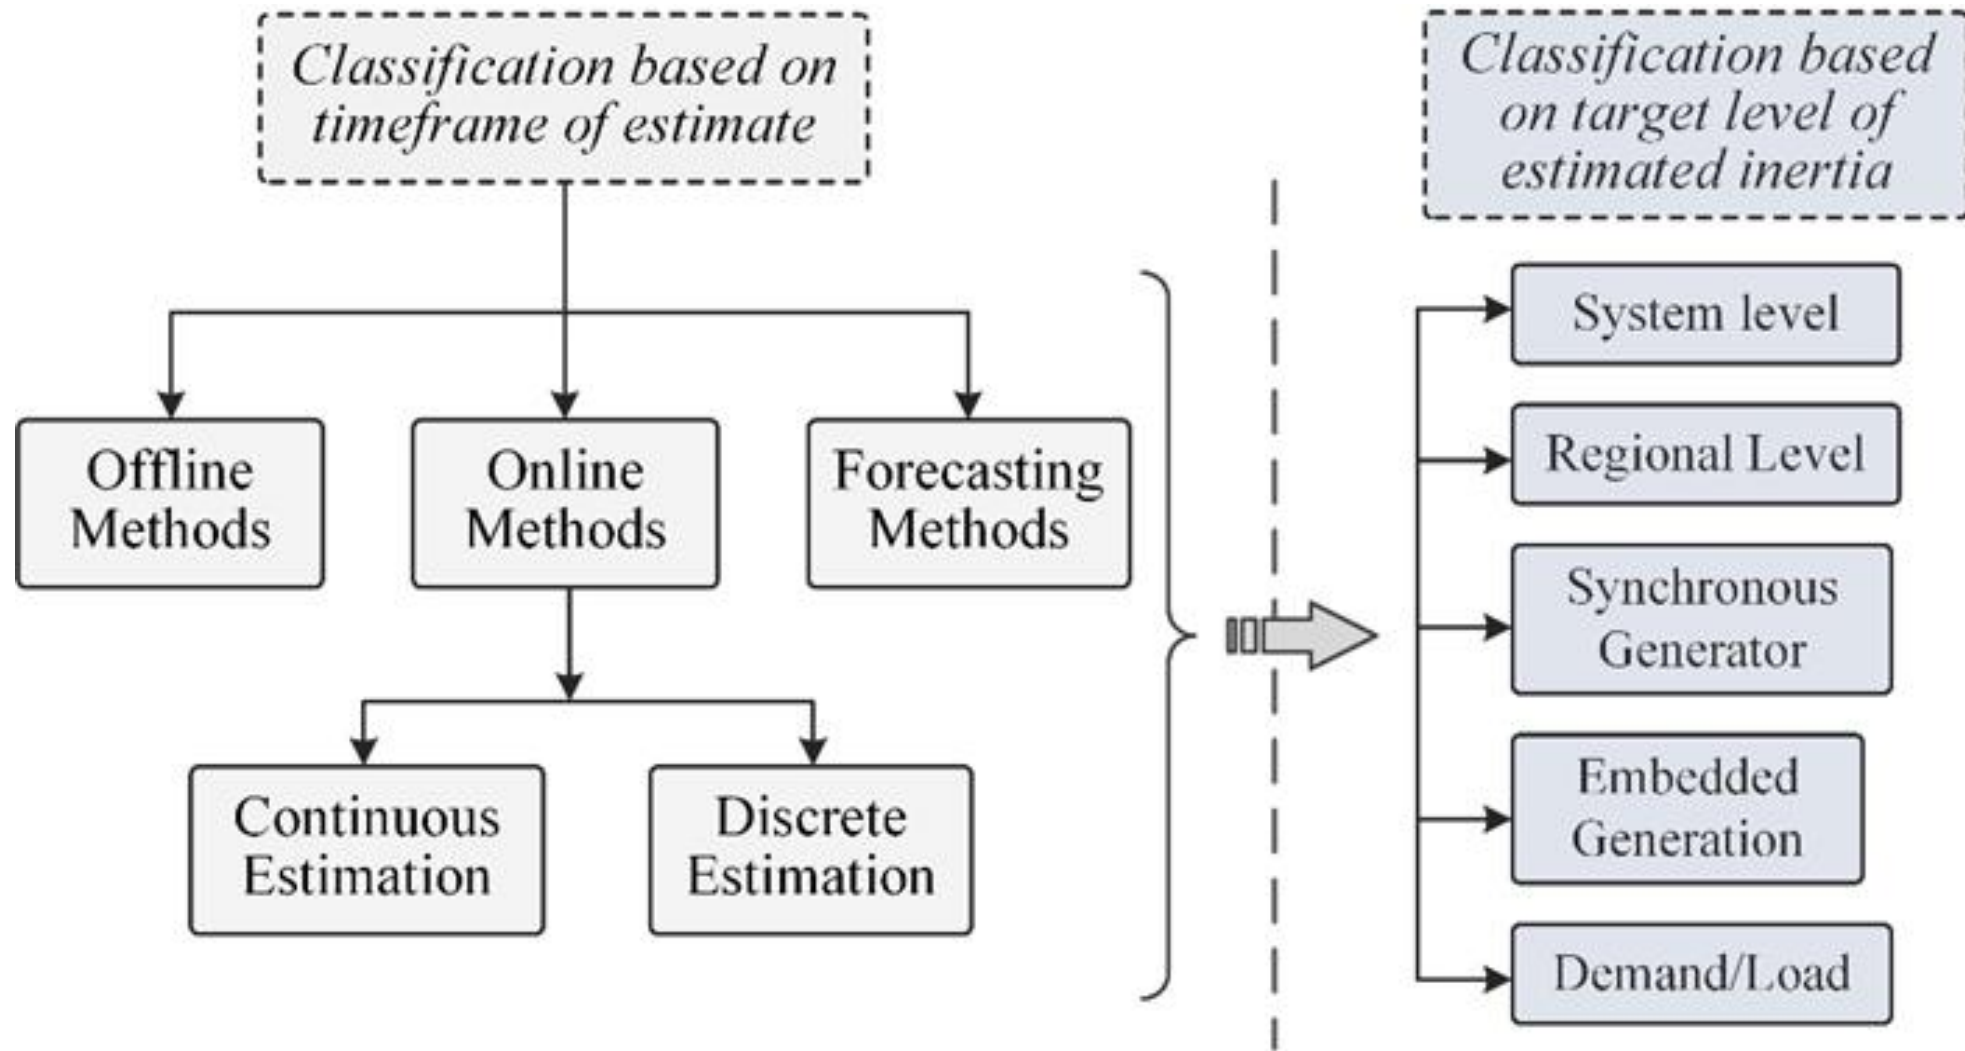 Classification based on
timeframe of estimate
Offline
Methods
Online
Methods
Forecasting
Methods
Continuous
Estimation
Discrete
Estimation
Classification based
on target level of
estimated inertia
System level
Regional Level
Synchronous
Generator
Embedded
Generation
Demand/Load